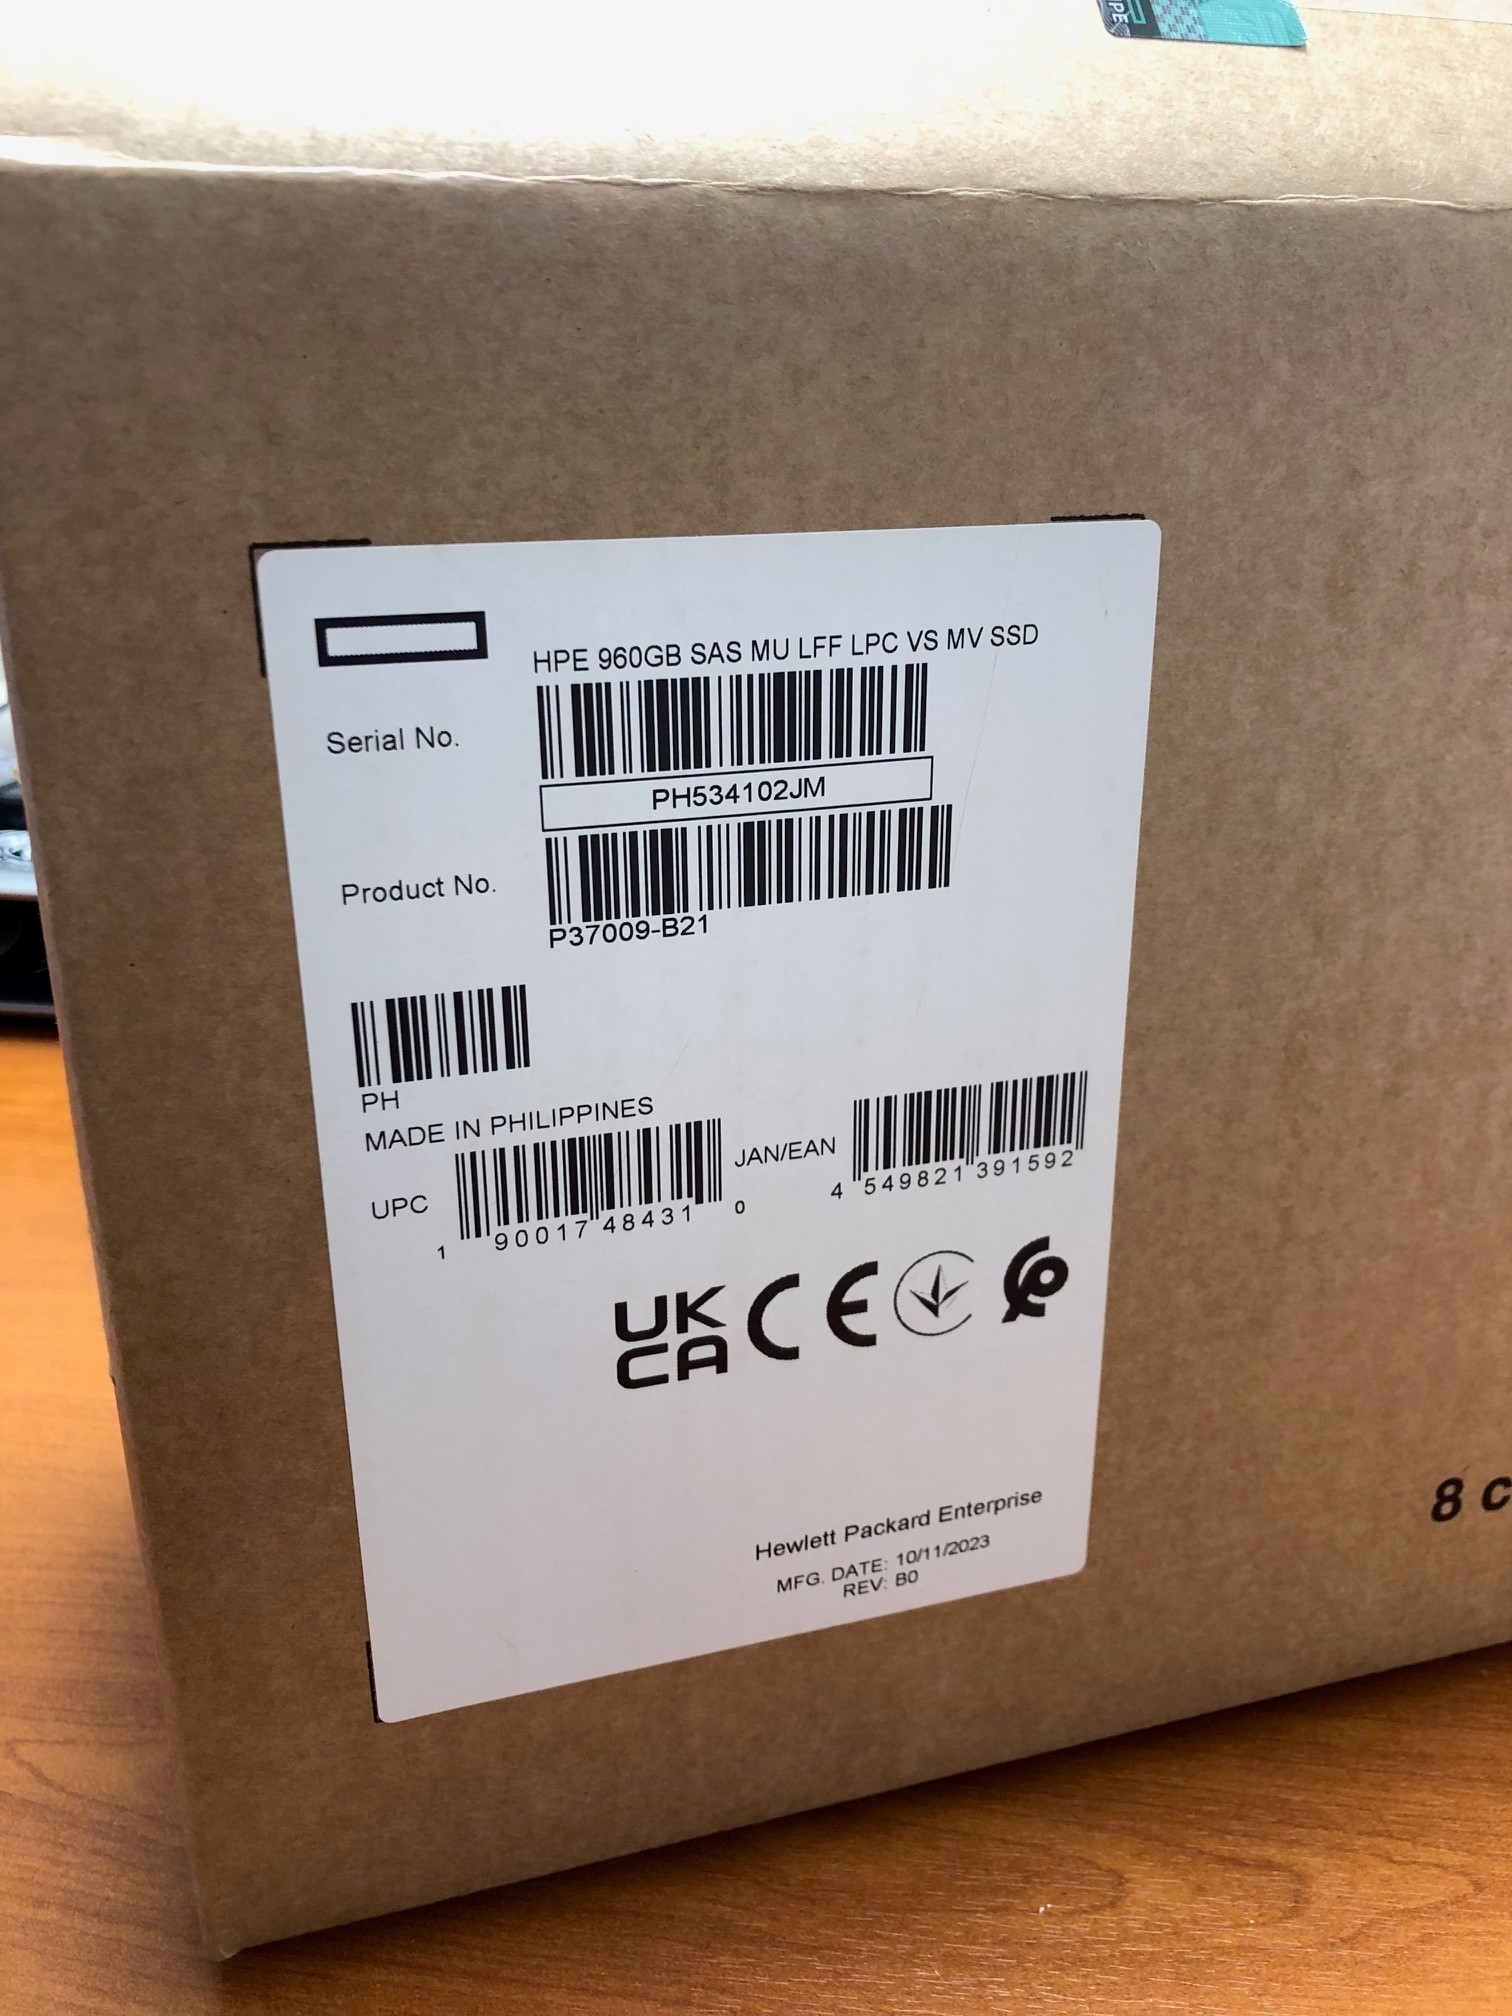 HPE
HPE 960GB SAS MU LFF LPC VS MV SSD
Serial No.
PH534102JM
Product No.
P37009-B21
PH
MADE IN PHILIPPINES
UPC
1 90017 48431 0
JAN/EAN
4 549821 391592
UK
CA
CE
Hewlett Packard Enterprise
MFG. DATE: 10/11/2023
REV: B0
8 c